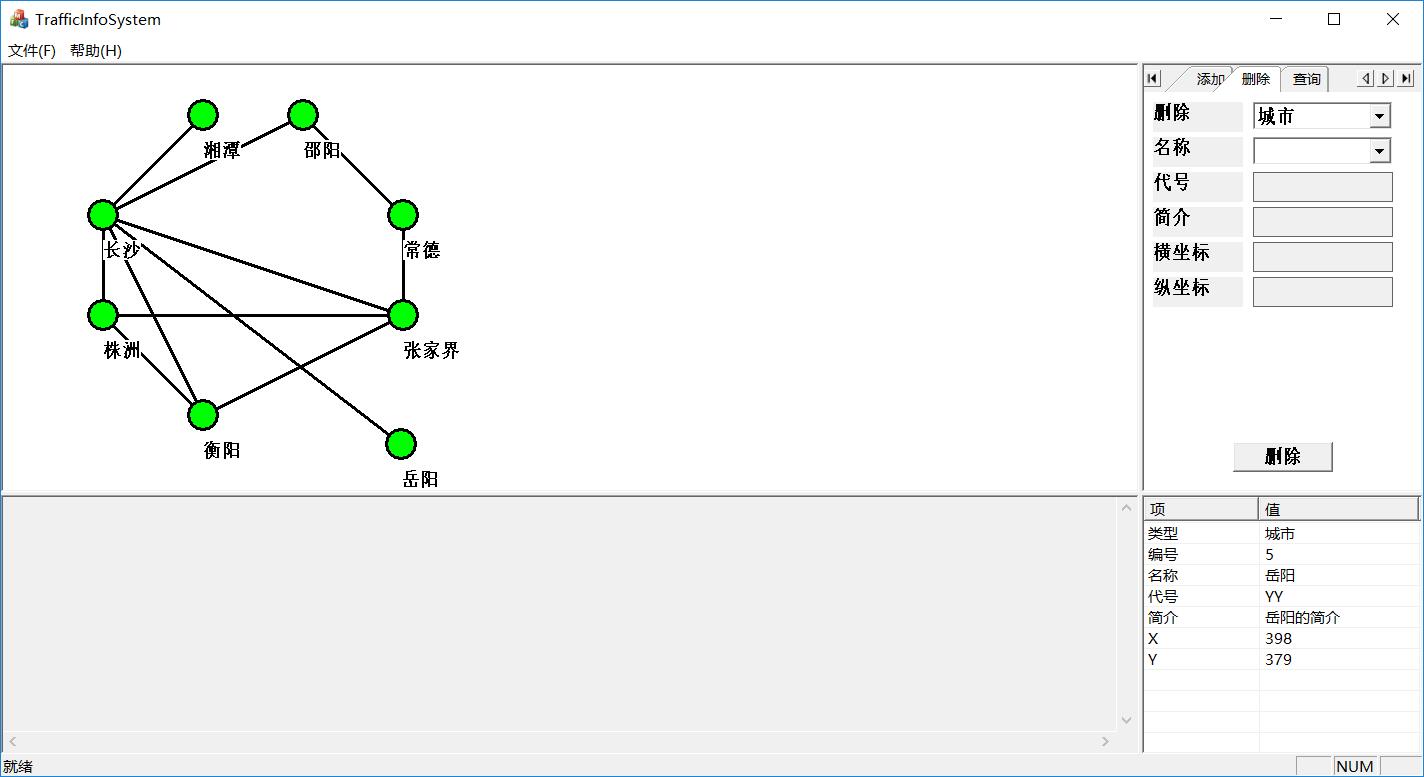 TrafficInfoSystem
文件(F) 帮助(H)
添加 删除 查询
湘潭 邵阳
长沙 常德
株洲 张家界
衡阳
岳阳
删除 城市
名称
代号
简介
横坐标
纵坐标
删除
项 值
类型 城市
编号 5
名称 岳阳
代号 YY
简介 岳阳的简介
X 398
Y 379
就绪 NUM